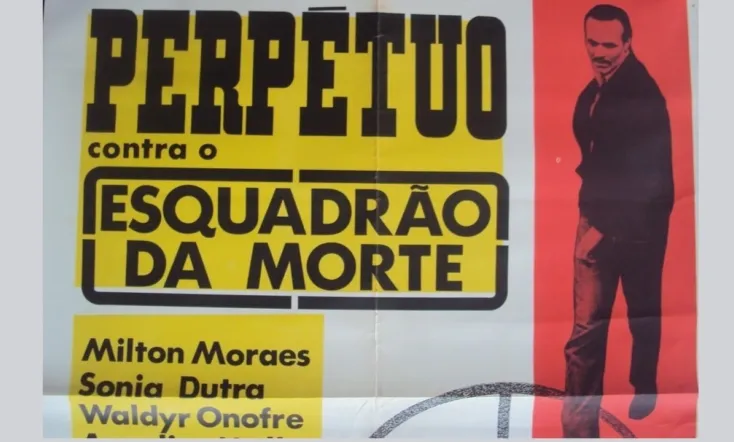 PERPÉTUO
contra o
ESQUADRÃO
DA MORTE
Milton Moraes
Sonia Dutra
Waldyr Onofre